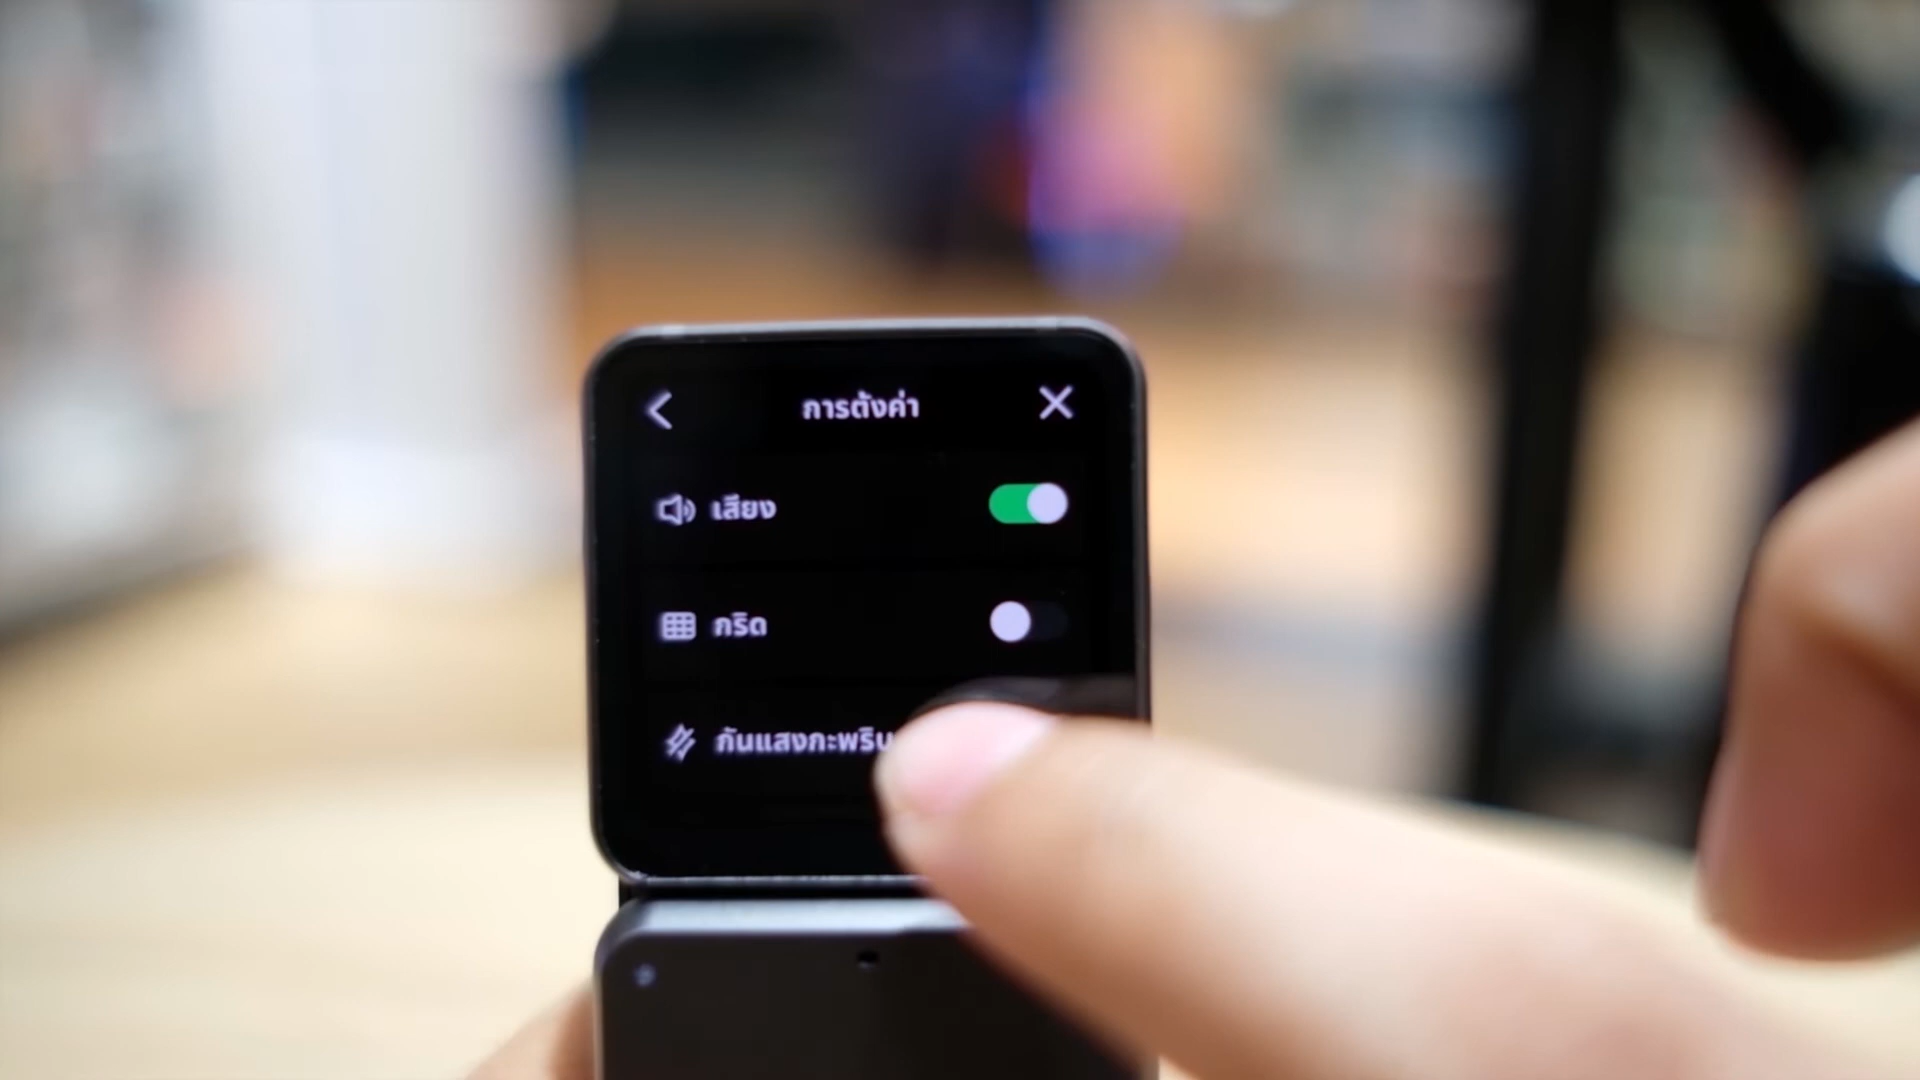 การตั้งค่า
เสียง
กริด
กันแสงกะพริบ